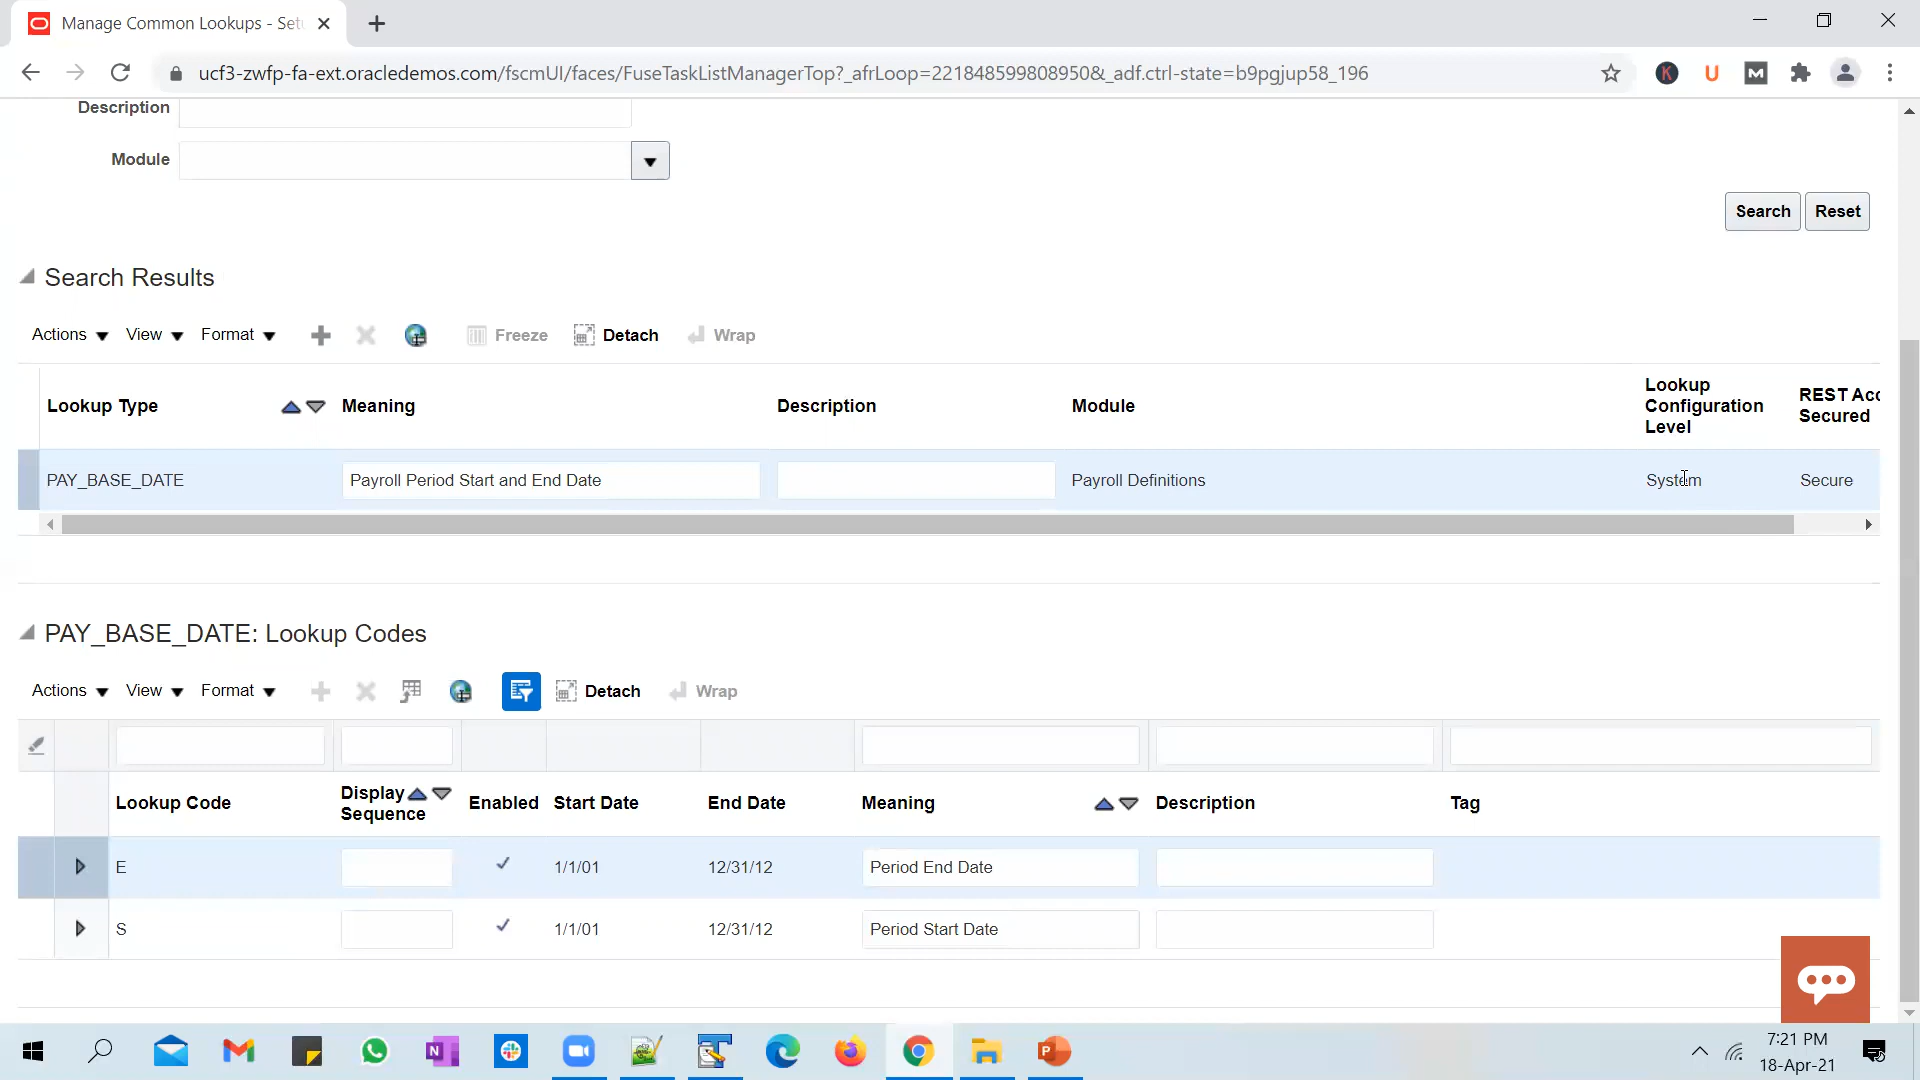 Manage Common Lookups - Set
ucf3-zwfp-fa-ext.oracledemos.com/fscmUI/faces/FuseTaskListManagerTop?_afrLoop=221848599808950&_adf.ctrl-state=b9pgjup58_196
Description
Module
Search Reset
Search Results
Actions View Format Freeze Detach Wrap
Lookup Type Meaning Description Module Lookup Configuration Level REST Acc Secured
PAY_BASE_DATE Payroll Period Start and End Date Payroll Definitions System Secure
PAY_BASE_DATE: Lookup Codes
Actions View Format Detach Wrap
Lookup Code Display Sequence Enabled Start Date End Date Meaning Description Tag
E 1/1/01 12/31/12 Period End Date
S 1/1/01 12/31/12 Period Start Date
7:21 PM
18-Apr-21